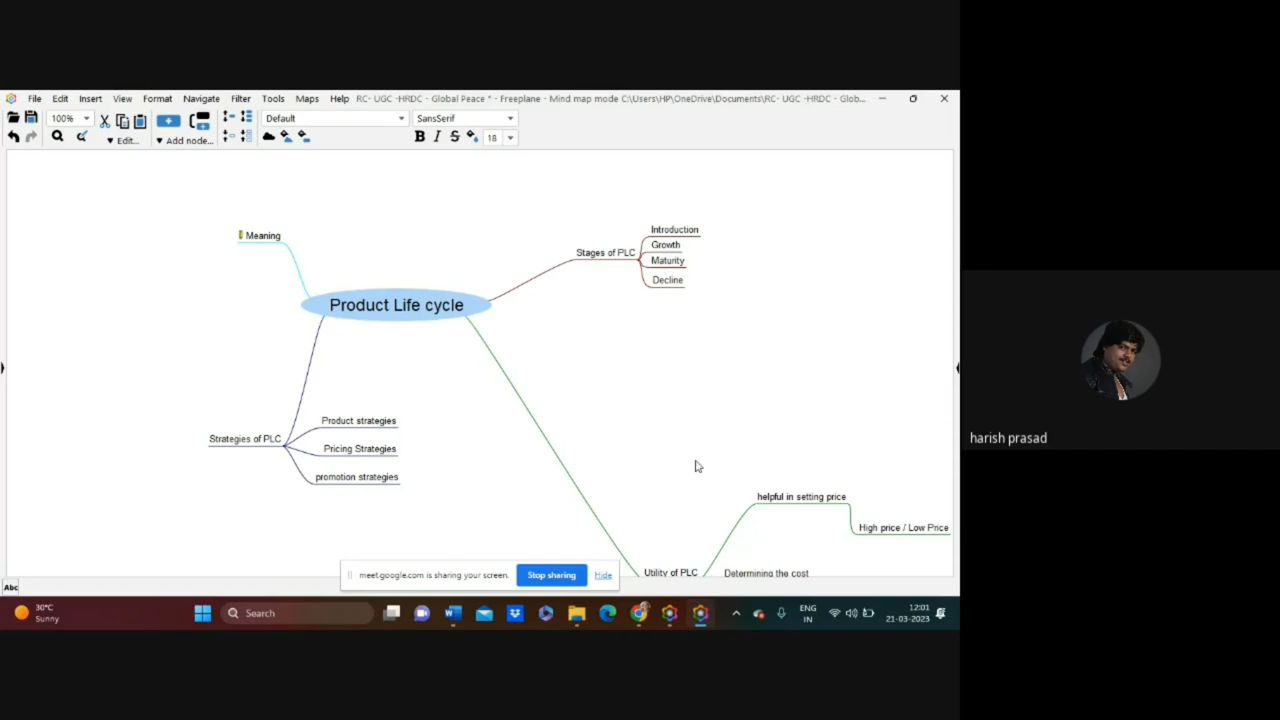 File Edit Insert View Format Navigate Filter Tools Maps Help RC- UGC -HRDC - Global Peace * - Freeplane - Mind map mode C:\Users\HP\OneDrive\Documents\RC- UGC -HRDC - Glob...
100% Default SansSerif
Edit... Add node... B I S 18
Meaning
Introduction
Growth
Stages of PLC
Maturity
Decline
Product Life cycle
Product strategies
Strategies of PLC
Pricing Strategies
promotion strategies
helpful in setting price
High price / Low Price
Utility of PLC
Determining the cost
meet.google.com is sharing your screen. Stop sharing Hide
Abc
30°C
Sunny
Search
ENG
IN
12:01
21-03-2023
harish prasad